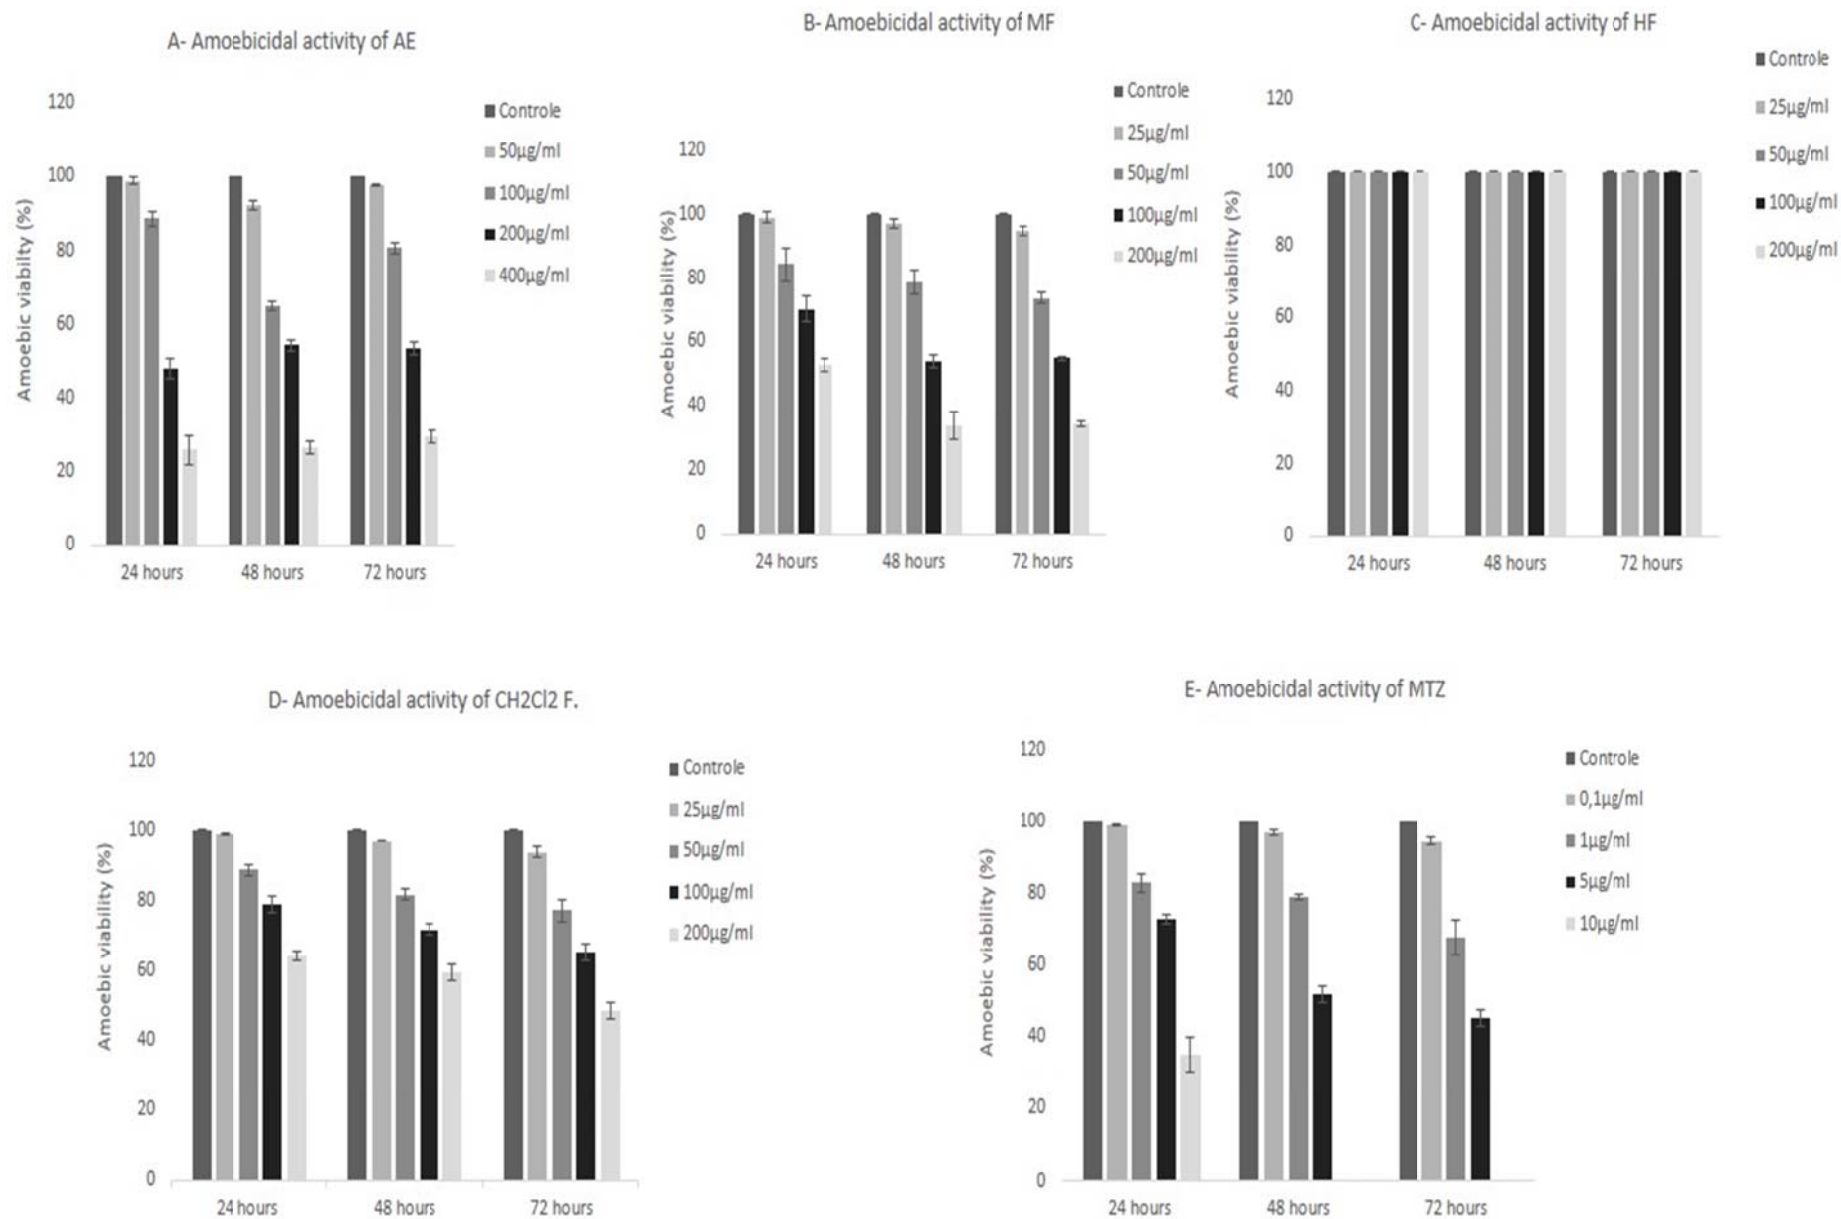 A- Amoebicidal activity of AE
120
100
80
60
40
20
0
Amoebic viabilty (%)
24 hours
48 hours
72 hours
Controle
50µg/ml
100µg/ml
200µg/ml
400µg/ml
B- Amoebicidal activity of MF
120
100
80
60
40
20
0
Amoebic viability (%)
24 hours
48 hours
72 hours
Controle
25µg/ml
50µg/ml
100µg/ml
200µg/ml
C- Amoebicidal activity of HF
120
100
80
60
40
20
0
Amoebic viability (%)
24 hours
48 hours
72 hours
Controle
25µg/ml
50µg/ml
100µg/ml
200µg/ml
D- Amoebicidal activity of CH2Cl2 F.
120
100
80
60
40
20
0
Amoebic viability (%)
24 hours
48 hours
72 hours
Controle
25µg/ml
50µg/ml
100µg/ml
200µg/ml
E- Amoebicidal activity of MTZ
120
100
80
60
40
20
0
Amoebic viability (%)
24 hours
48 hours
72 hours
Controle
0,1µg/ml
1µg/ml
5µg/ml
10µg/ml